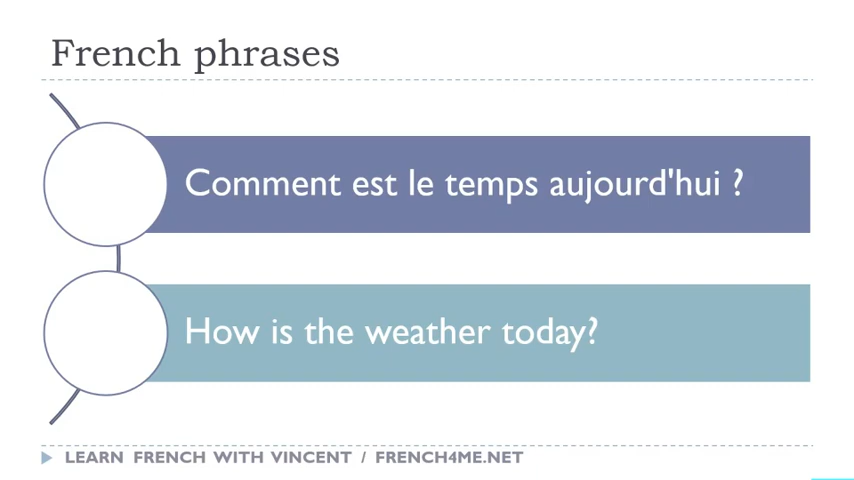 French phrases
Comment est le temps aujourd'hui ?
How is the weather today?
LEARN FRENCH WITH VINCENT / FRENCH4ME.NET